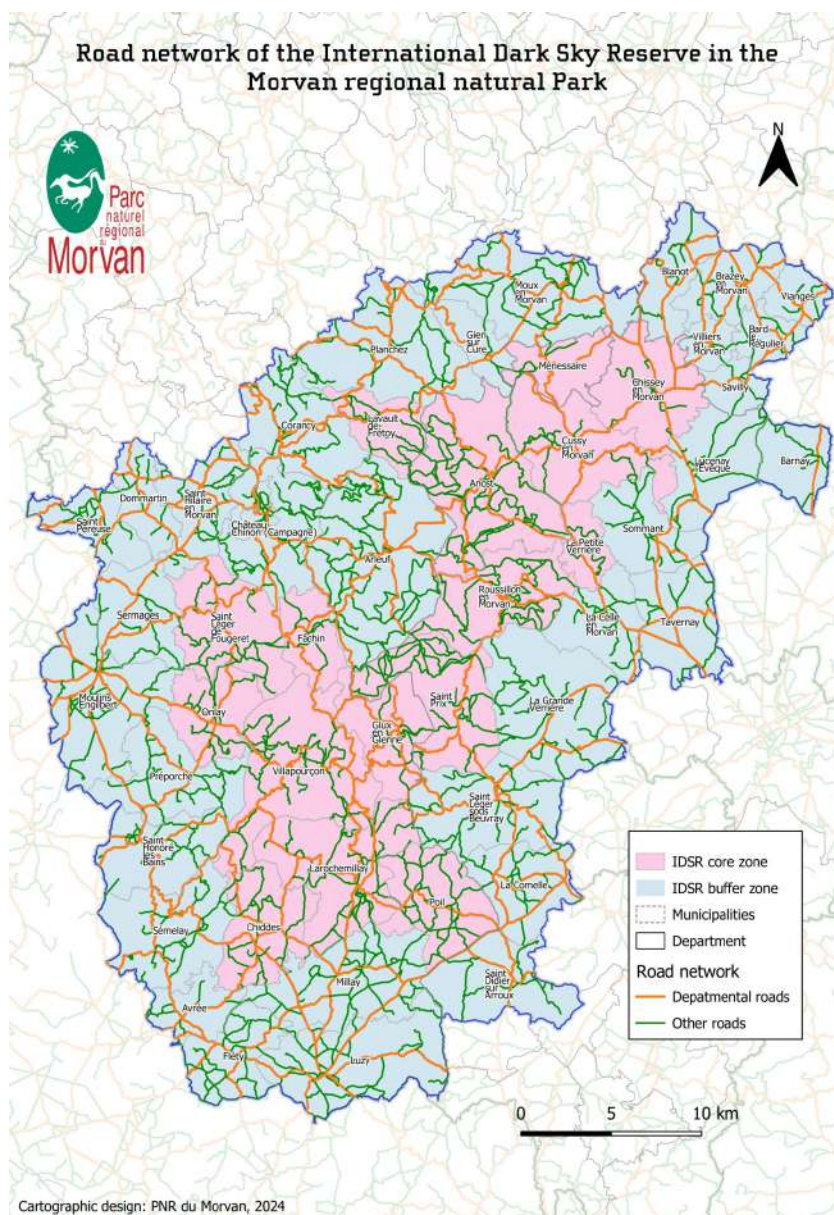 Road network of the International Dark Sky Reserve in the
Morvan regional natural Park
N
Parc
naturel
régional
du
Morvan
Blanot
Brazey
en
Morvan
Vianges
Moux
en
Morvan
Bard
le
Régulier
Villiers
en
Morvan
Gien
sur
Cure
Planchez
Ménessaire
Savilly
Chissey
en
Morvan
Lavault
de
Frétoy
Corancy
Cussy
en
Morvan
Lucenay
l'Evêque
Barnay
Anost
Dommartin
Saint
Hilaire
en
Morvan
Saint
Péreuse
Château
Chinon (Campagne)
Sommant
La Petite
Verrière
Arleuf
Roussillon
en
Morvan
Sermages
Saint
Léger
de
Fougeret
La Celle
en
Morvan
Tavernay
Fâchin
Moulins
Engilbert
Saint
Prix
La Grande
Verrière
Onlay
Glux
en
Glenne
Villapourçon
Préporché
Saint
Léger
sous
Beuvray
Saint
Honoré
les
Bains
Larochemillay
La Comelle
Poil
Sémelay
Chiddes
Millay
Saint
Didier
sur
Arroux
Avrée
Fléty
Luzy
IDSR core zone
IDSR buffer zone
Municipalities
Department
Road network
Depatmental roads
Other roads
0 5 10 km
Cartographic design: PNR du Morvan, 2024